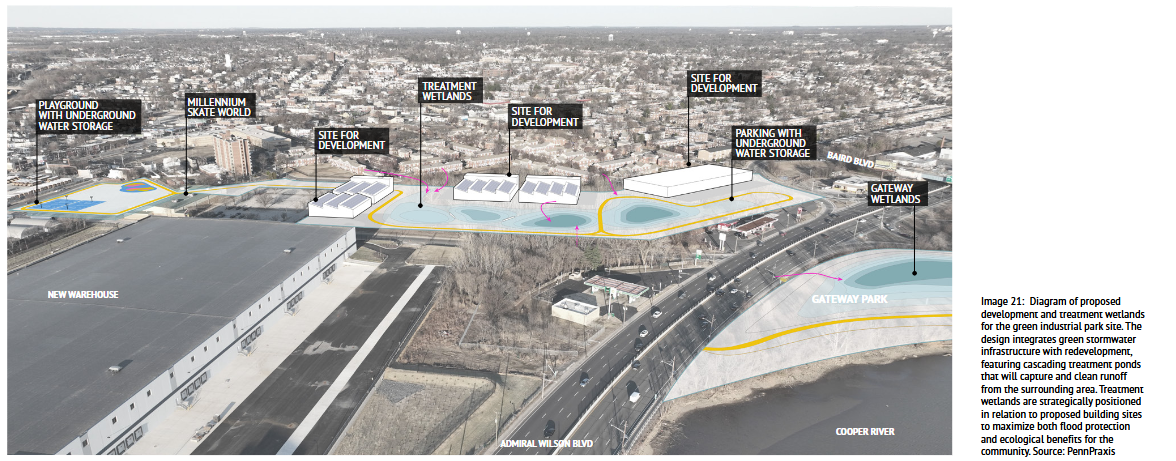 PLAYGROUND
WITH UNDERGROUND
WATER STORAGE
MILLENNIUM
SKATE WORLD
SITE FOR
DEVELOPMENT
TREATMENT
WETLANDS
SITE FOR
DEVELOPMENT
SITE FOR
DEVELOPMENT
PARKING WITH
UNDERGROUND
WATER STORAGE
BAIRD BLVD
GATEWAY
WETLANDS
NEW WAREHOUSE
GATEWAY PARK
ADMIRAL WILSON BLVD
COOPER RIVER
Image 21: Diagram of proposed
development and treatment wetlands
for the green industrial park site. The
design integrates green stormwater
infrastructure with redevelopment,
featuring cascading treatment ponds
that will capture and clean runoff
from the surrounding area. Treatment
wetlands are strategically positioned
in relation to proposed building sites
to maximize both flood protection
and ecological benefits for the
community. Source: PennPraxis